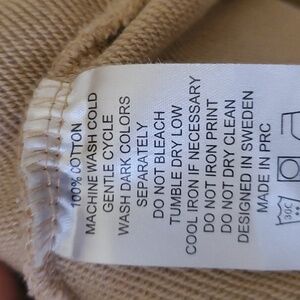 100% COTTON
MACHINE WASH COLD
GENTLE CYCLE
WASH DARK COLORS
SEPARATELY
DO NOT BLEACH
TUMBLE DRY LOW
COOL IRON IF NECESSARY
DO NOT IRON PRINT
DO NOT DRY CLEAN
DESIGNED IN SWEDEN
MADE IN PRC
30C